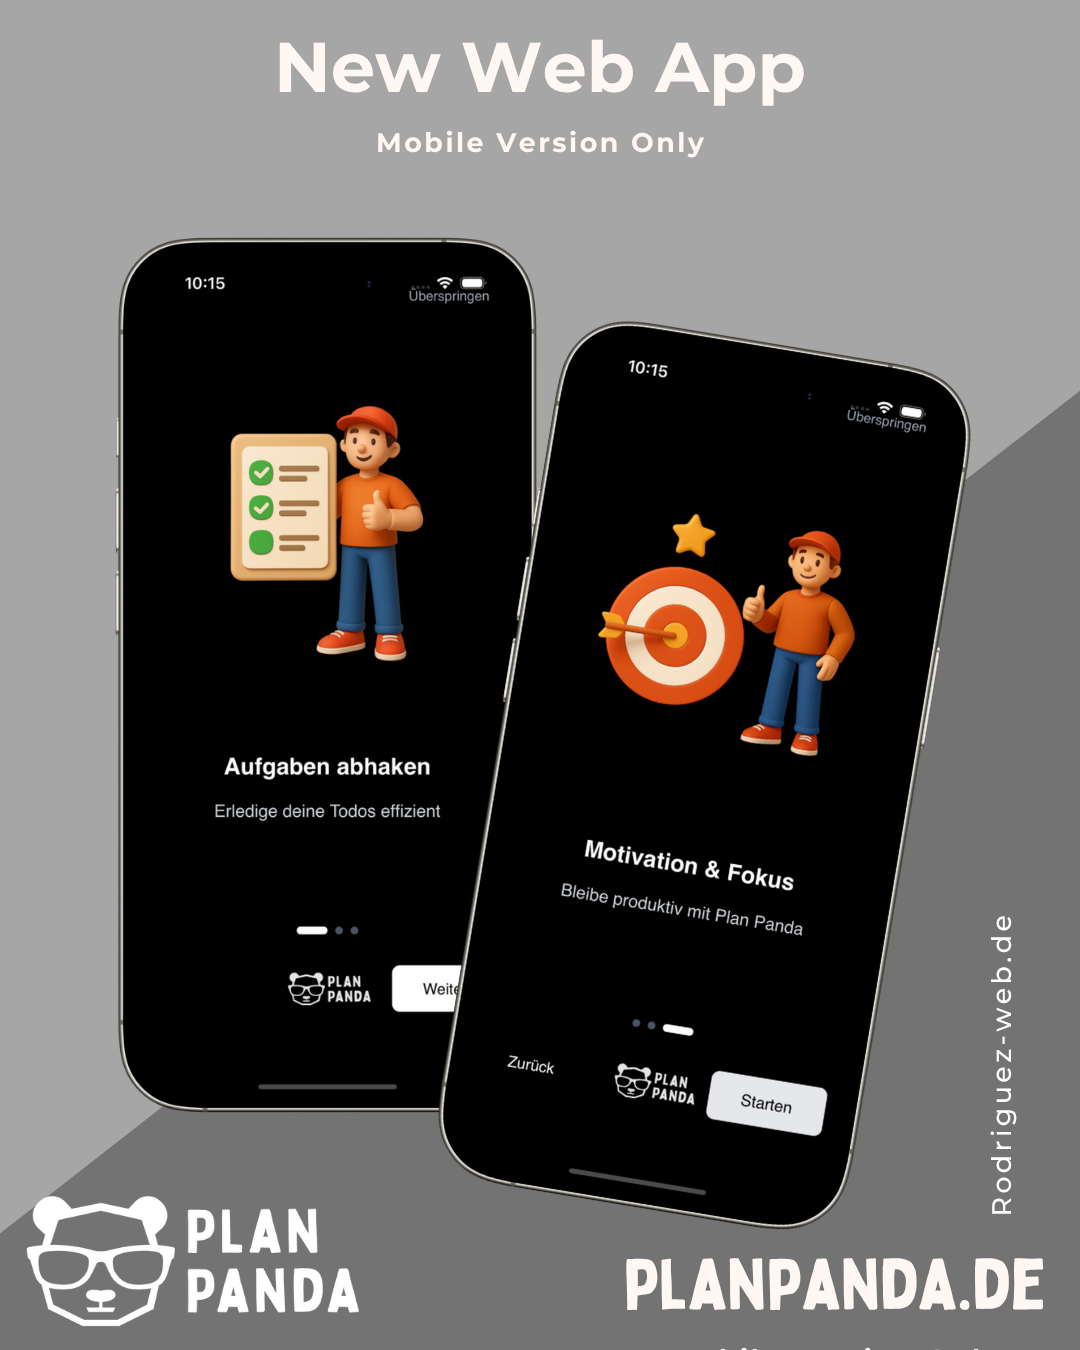 New Web App
Mobile Version Only
10:15
Überspringen
Aufgaben abhaken
Erledige deine Todos effizient
PLAN
PANDA
Weite
10:15
Überspringen
Motivation & Fokus
Bleibe produktiv mit Plan Panda
Zurück
PLAN
PANDA
Starten
Rodriguez-web.de
PLAN
PANDA
PLANPANDA.DE